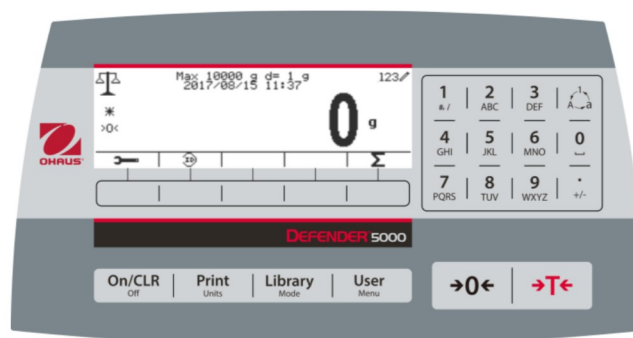 Max 10000 g d= 1 g 123
2017/08/15 11:37
>0<
0 g
ID
Σ
OHAUS
DEFENDER 5000
1 2 3 1
&. / ABC DEF A a
4 5 6 0
GHI JKL MNO
7 8 9 .
PQRS TUV WXYZ +/-
On/CLR Print Library User
Off Units Mode Menu
→0← →T←